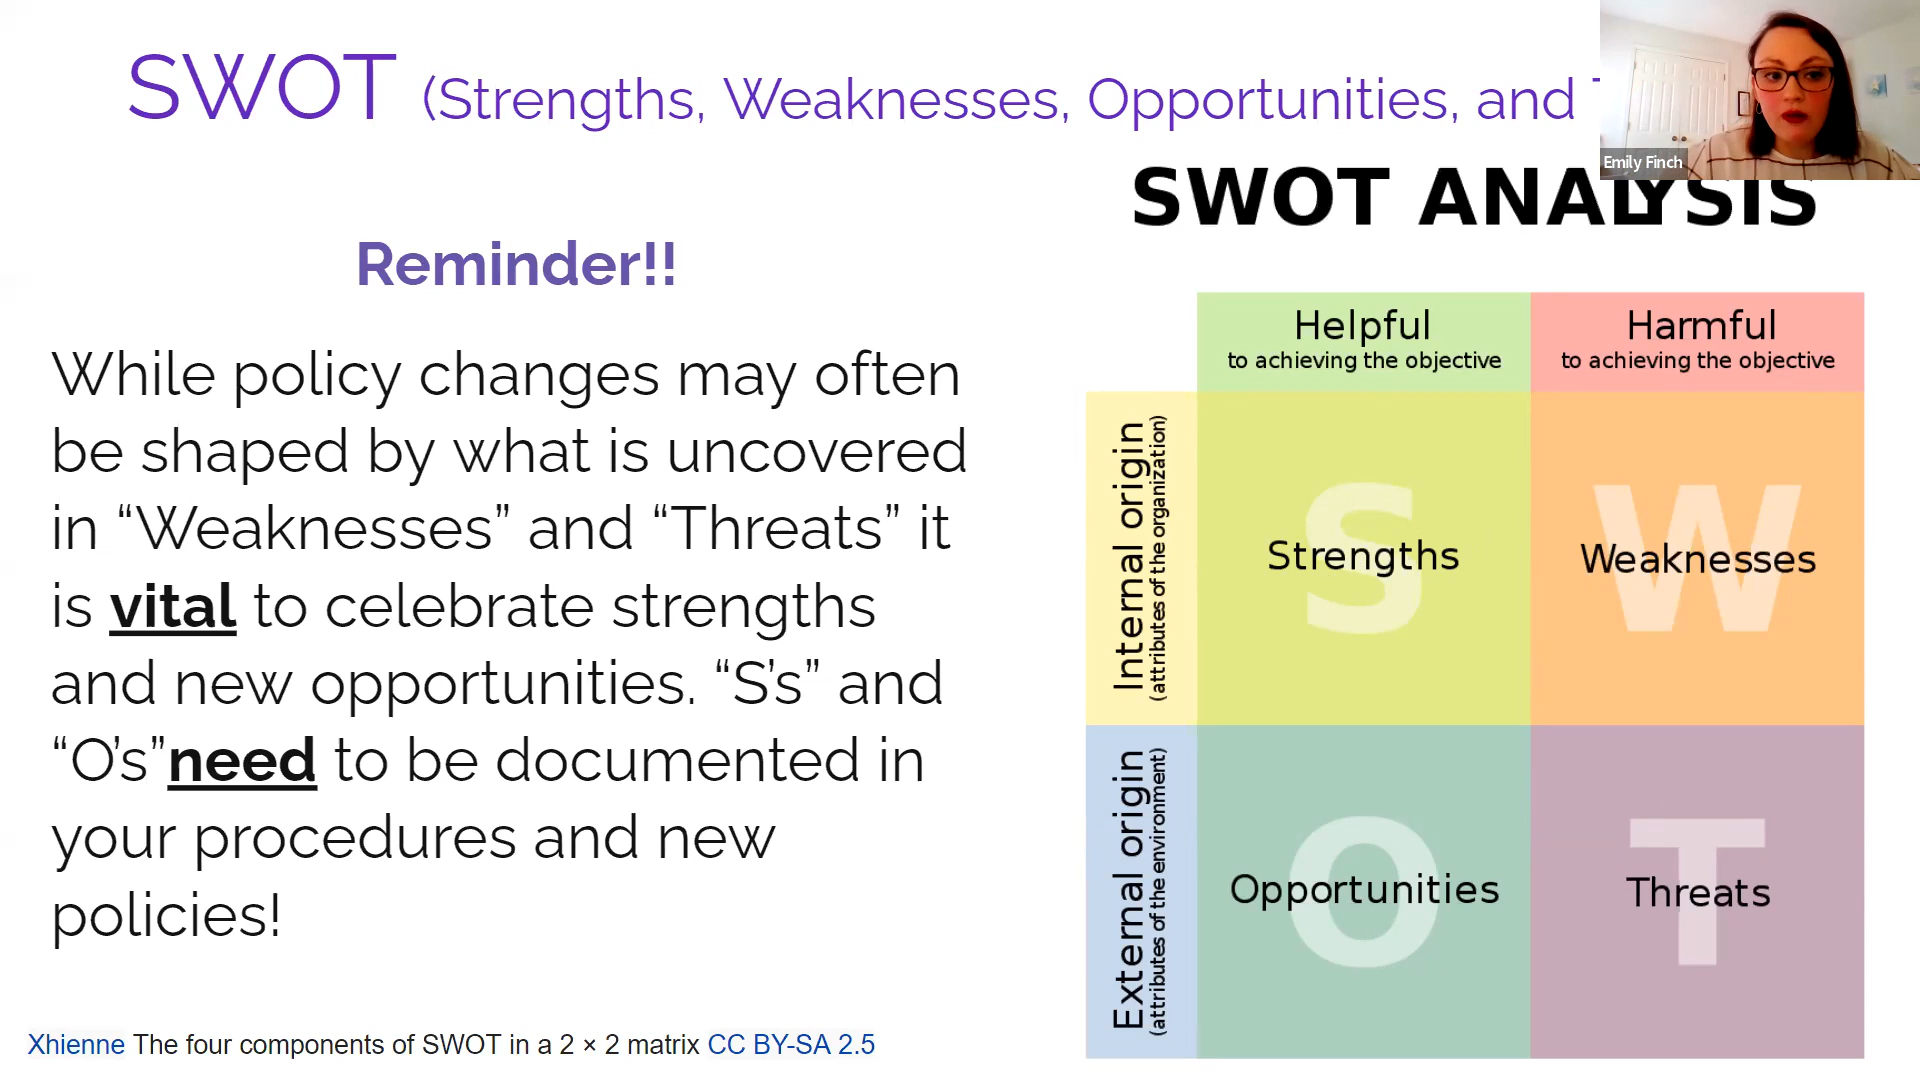 SWOT (Strengths, Weaknesses, Opportunities, and
Emily Finch
SWOT ANALYSIS
Reminder!!
While policy changes may often
be shaped by what is uncovered
in “Weaknesses” and “Threats” it
is vital to celebrate strengths
and new opportunities. “S’s” and
“O’s”need to be documented in
your procedures and new
policies!
Helpful
to achieving the objective
Harmful
to achieving the objective
Internal origin
(attributes of the organization)
S
Strengths
W
Weaknesses
External origin
(attributes of the environment)
O
Opportunities
T
Threats
Xhienne The four components of SWOT in a 2 × 2 matrix CC BY-SA 2.5